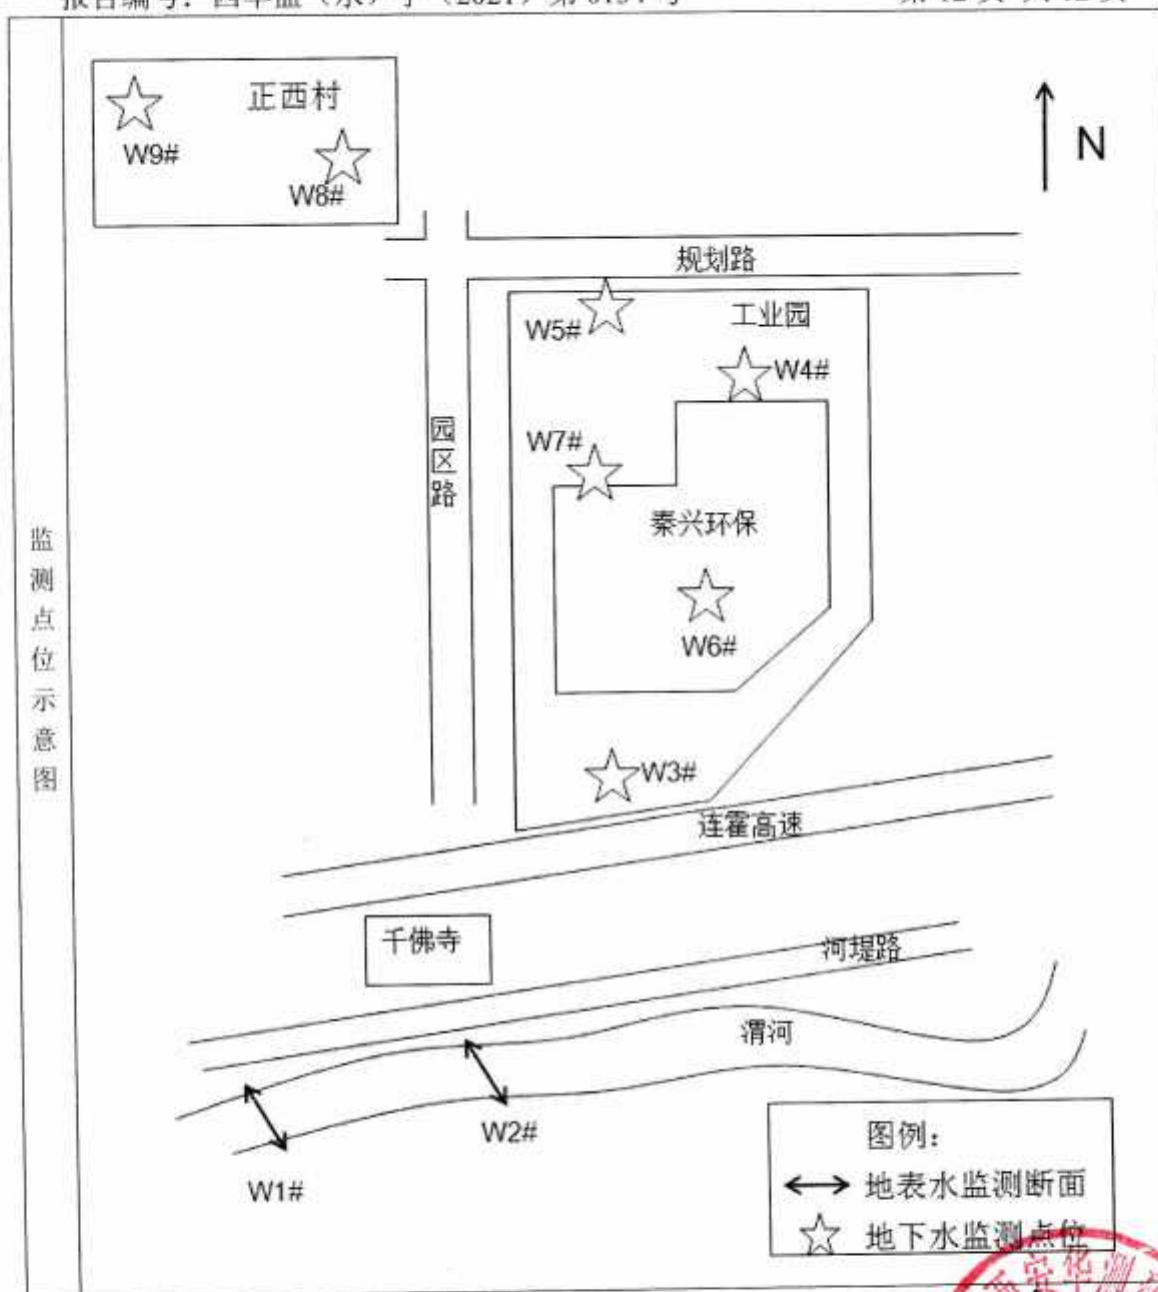 正西村
W9#
W8#
N
规划路
W5#
工业园
W4#
园区路
W7#
秦兴环保
W6#
监测点位示意图
W3#
连霍高速
千佛寺
河堤路
渭河
W2#
W1#
图例：
地表水监测断面
地下水监测点位